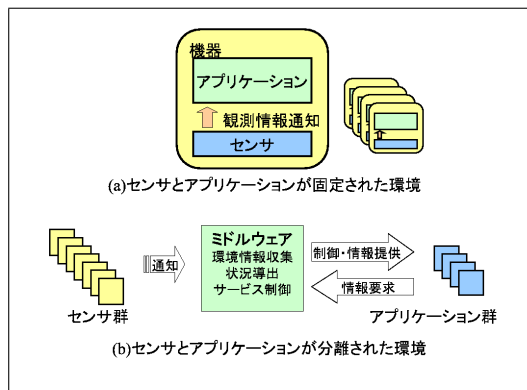 機器
アプリケーション
観測情報通知
センサ
(a)センサとアプリケーションが固定された環境
ミドルウェア
環境情報収集
状況導出
サービス制御
通知
制御・情報提供
情報要求
センサ群
アプリケーション群
(b)センサとアプリケーションが分離された環境